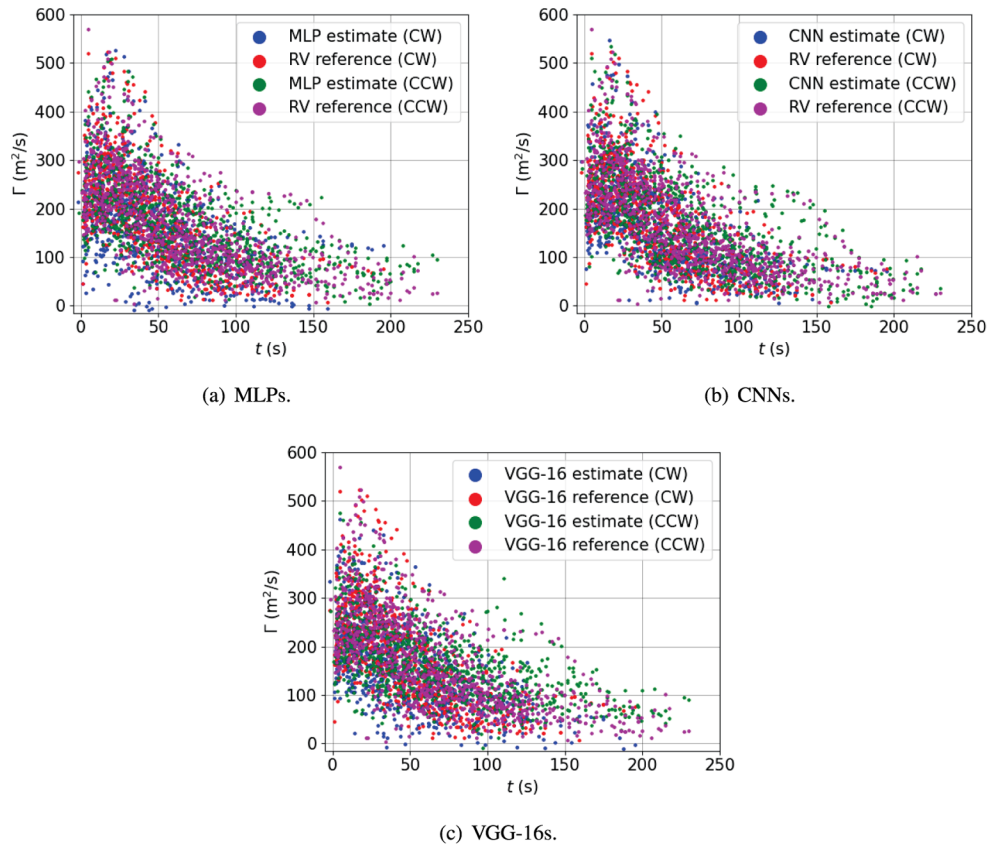 600
500
400
300
200
100
0
Γ (m²/s)
MLP estimate (CW)
RV reference (CW)
MLP estimate (CCW)
RV reference (CCW)
0 50 100 150 200 250
t (s)
(a) MLPs.
600
500
400
300
200
100
0
Γ (m²/s)
CNN estimate (CW)
RV reference (CW)
CNN estimate (CCW)
RV reference (CCW)
0 50 100 150 200 250
t (s)
(b) CNNs.
600
500
400
300
200
100
0
Γ (m²/s)
VGG-16 estimate (CW)
VGG-16 reference (CW)
VGG-16 estimate (CCW)
VGG-16 reference (CCW)
0 50 100 150 200 250
t (s)
(c) VGG-16s.